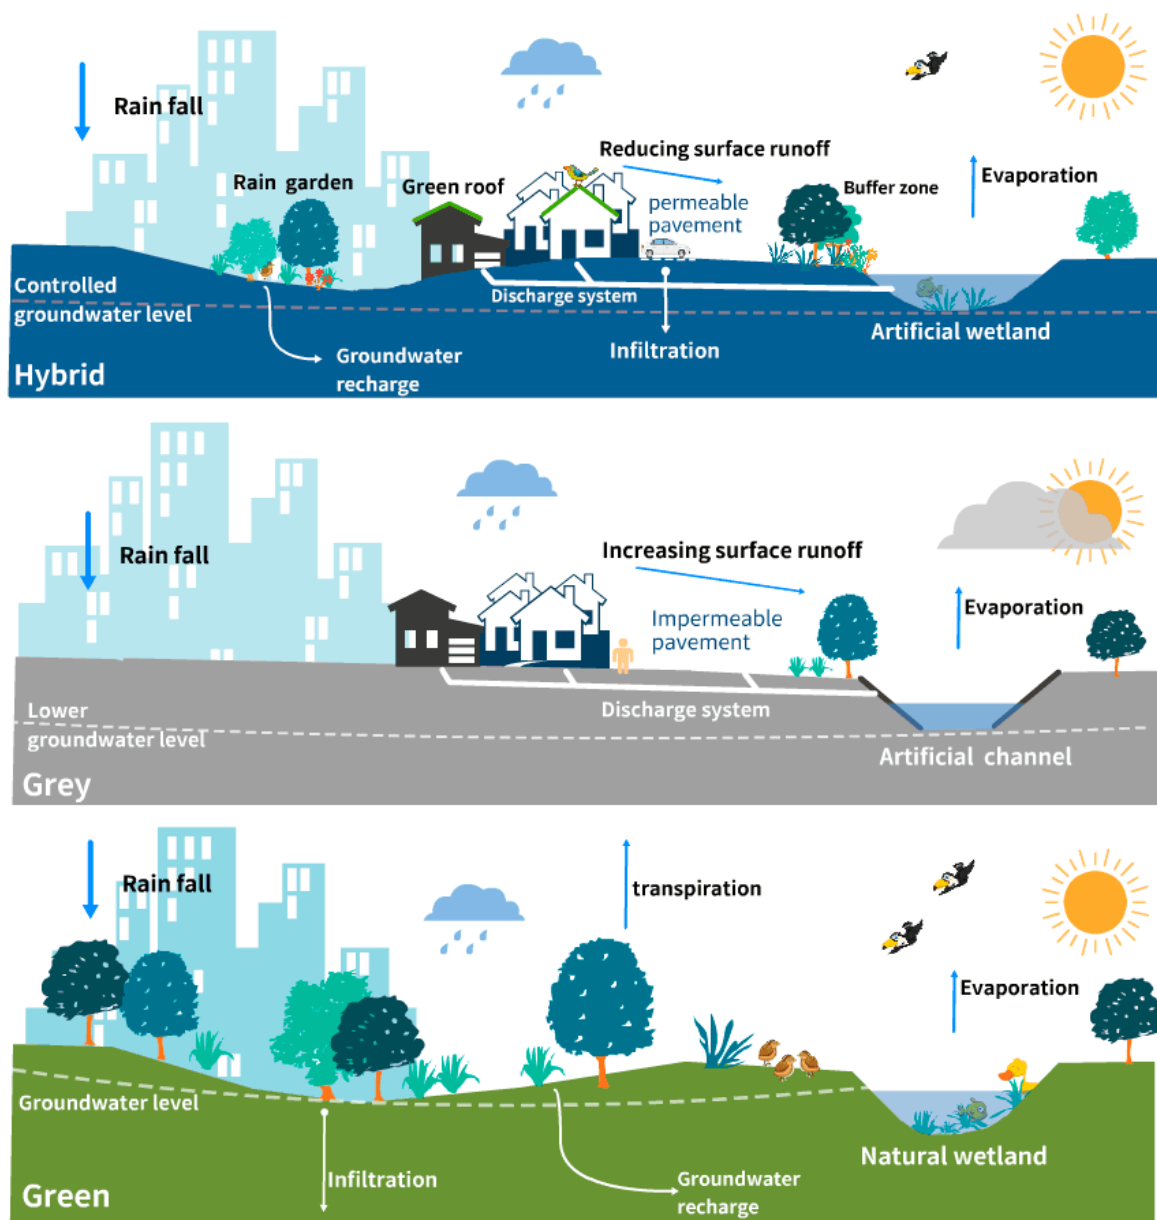 Rain fall
Reducing surface runoff
Rain garden
Green roof
permeable
pavement
Buffer zone
Evaporation
Controlled
groundwater level
Discharge system
Artificial wetland
Infiltration
Groundwater
recharge
Hybrid
Rain fall
Increasing surface runoff
Impermeable
pavement
Evaporation
Lower
groundwater level
Discharge system
Artificial channel
Grey
Rain fall
transpiration
Evaporation
Groundwater level
Natural wetland
Infiltration
Groundwater
recharge
Green